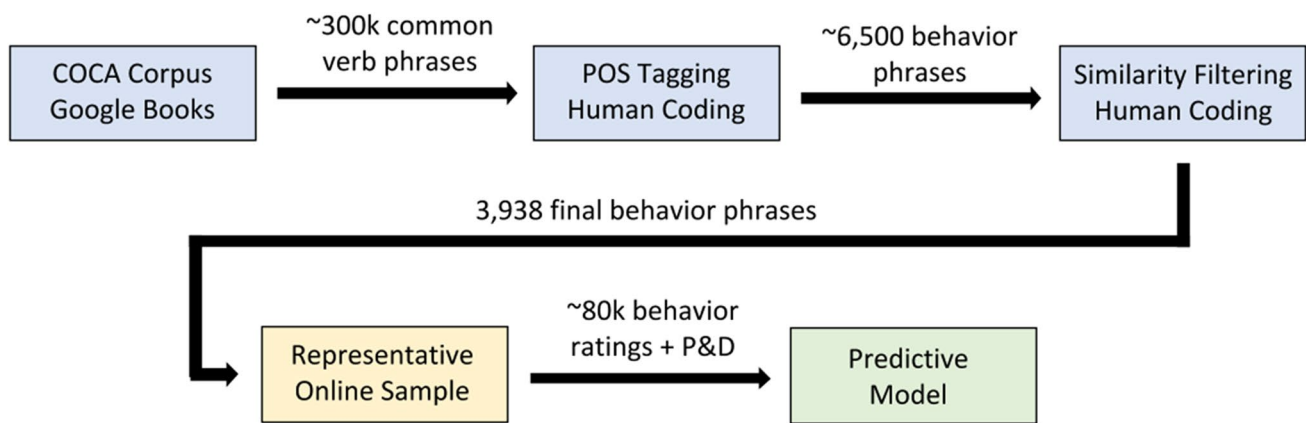 ~300k common
verb phrases
~6,500 behavior
phrases
COCA Corpus
Google Books
POS Tagging
Human Coding
Similarity Filtering
Human Coding
3,938 final behavior phrases
~80k behavior
ratings + P&D
Representative
Online Sample
Predictive
Model